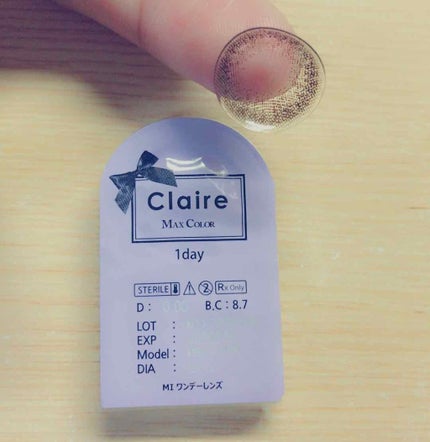 Claire
MAX COLOR
1day
STERILE Rx Only
D : B.C : 8.7
LOT :
EXP :
Model :
DIA :
MI ワンデーレンズ